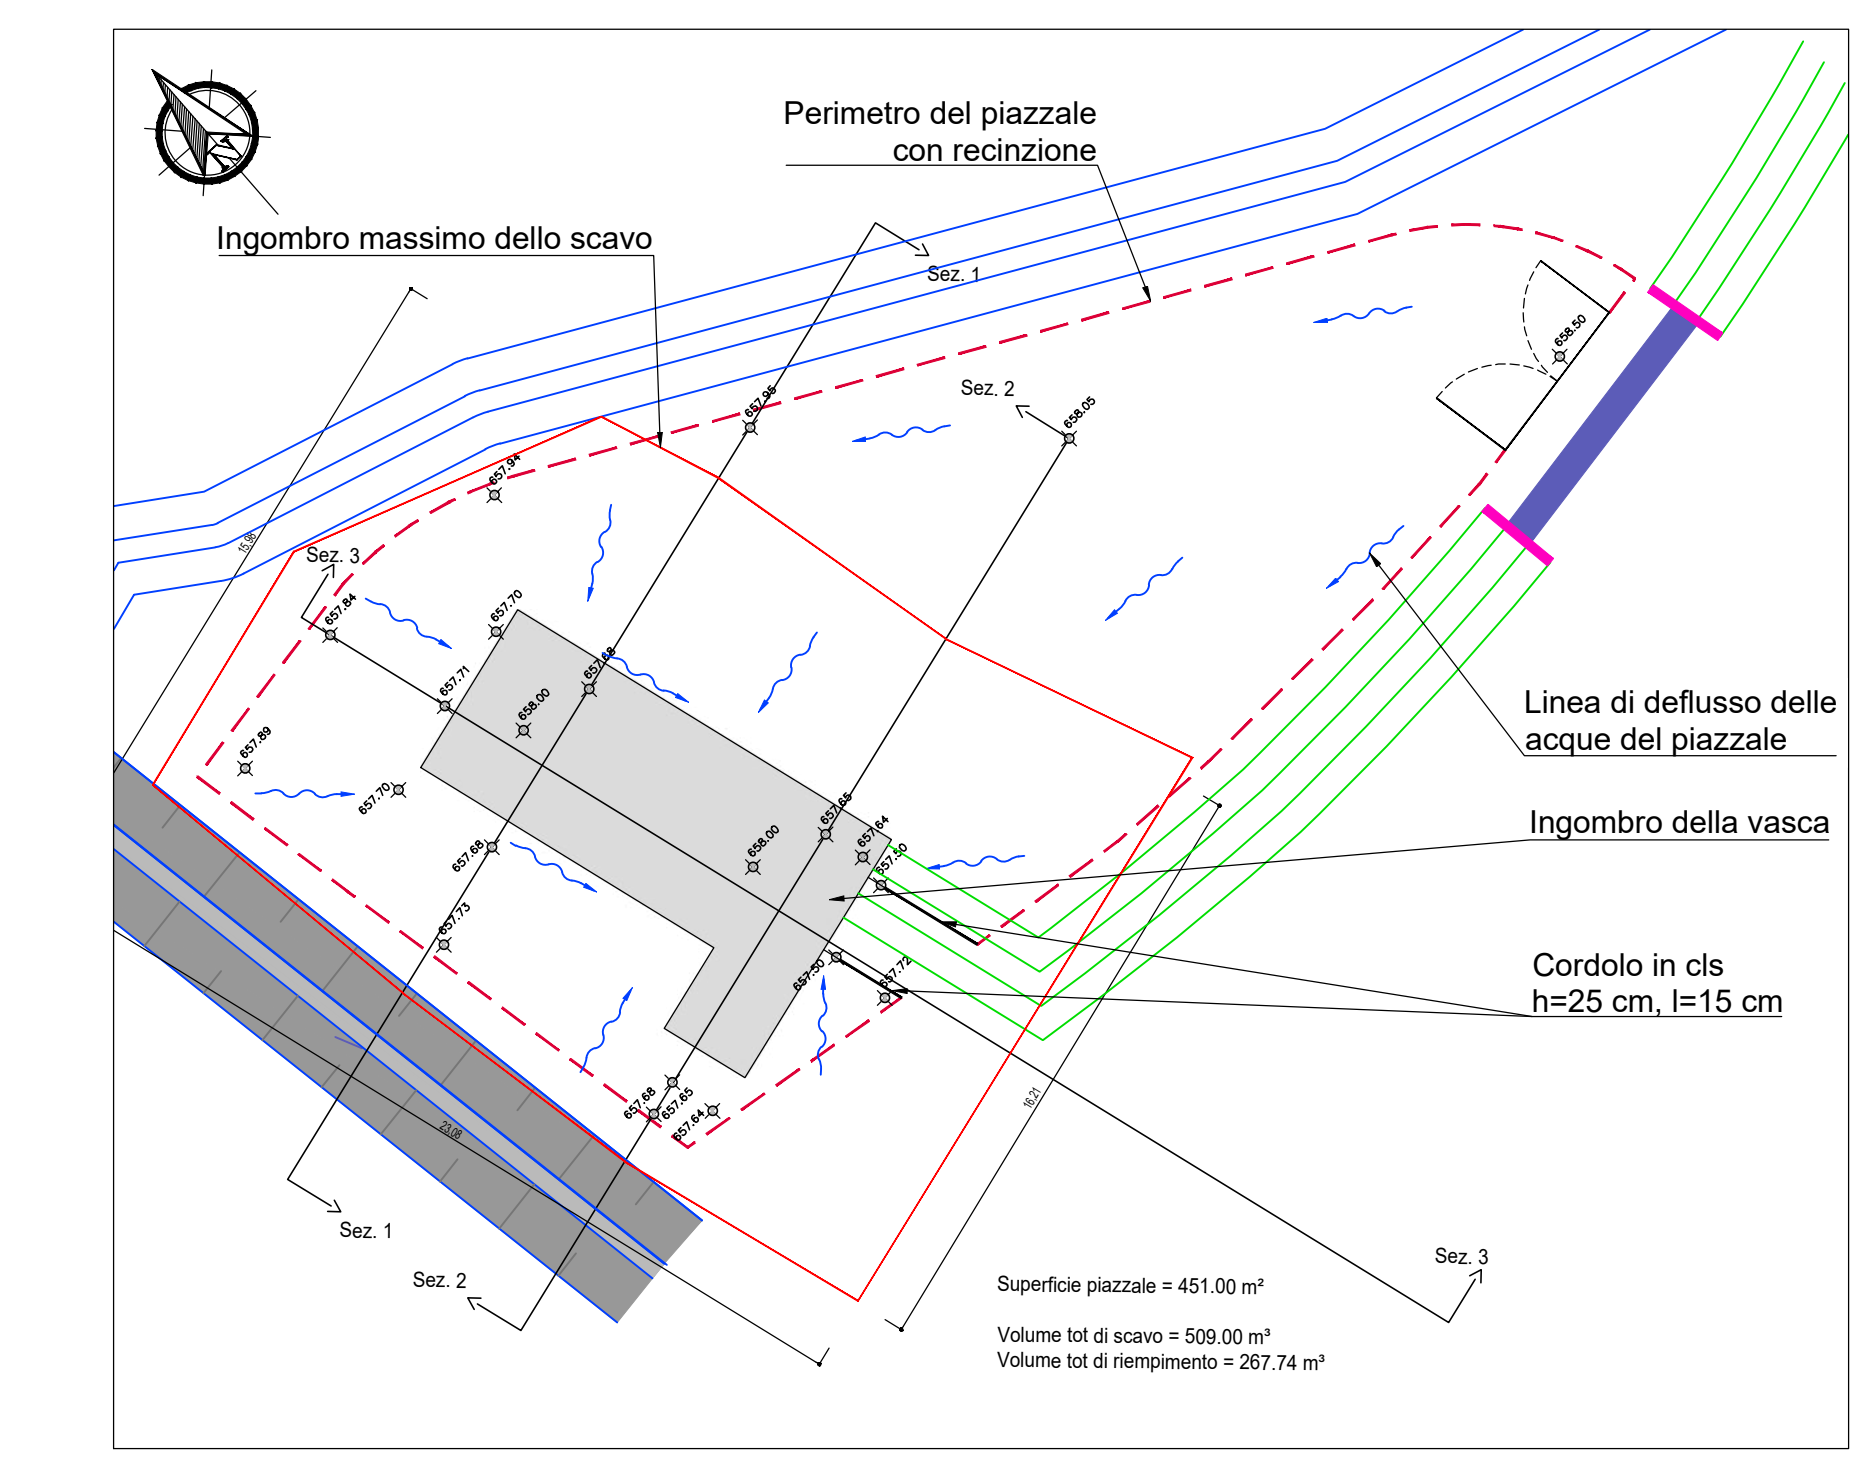 Perimetro del piazzale
con recinzione
N
Ingombro massimo dello scavo
Sez. 1
658.50
Sez. 2
657.95
658.05
657.94
15.96
Sez. 3
657.84
657.70
657.71
657.68
658.00
657.89
657.70
Linea di deflusso delle
acque del piazzale
657.65
657.64
Ingombro della vasca
657.68
658.00
657.50
657.73
657.50
657.72
Cordolo in cls
h=25 cm, l=15 cm
657.68
657.65
657.64
16.21
23.08
Sez. 1
Sez. 2
Sez. 3
Superficie piazzale = 451.00 m²
Volume tot di scavo = 509.00 m³
Volume tot di riempimento = 267.74 m³